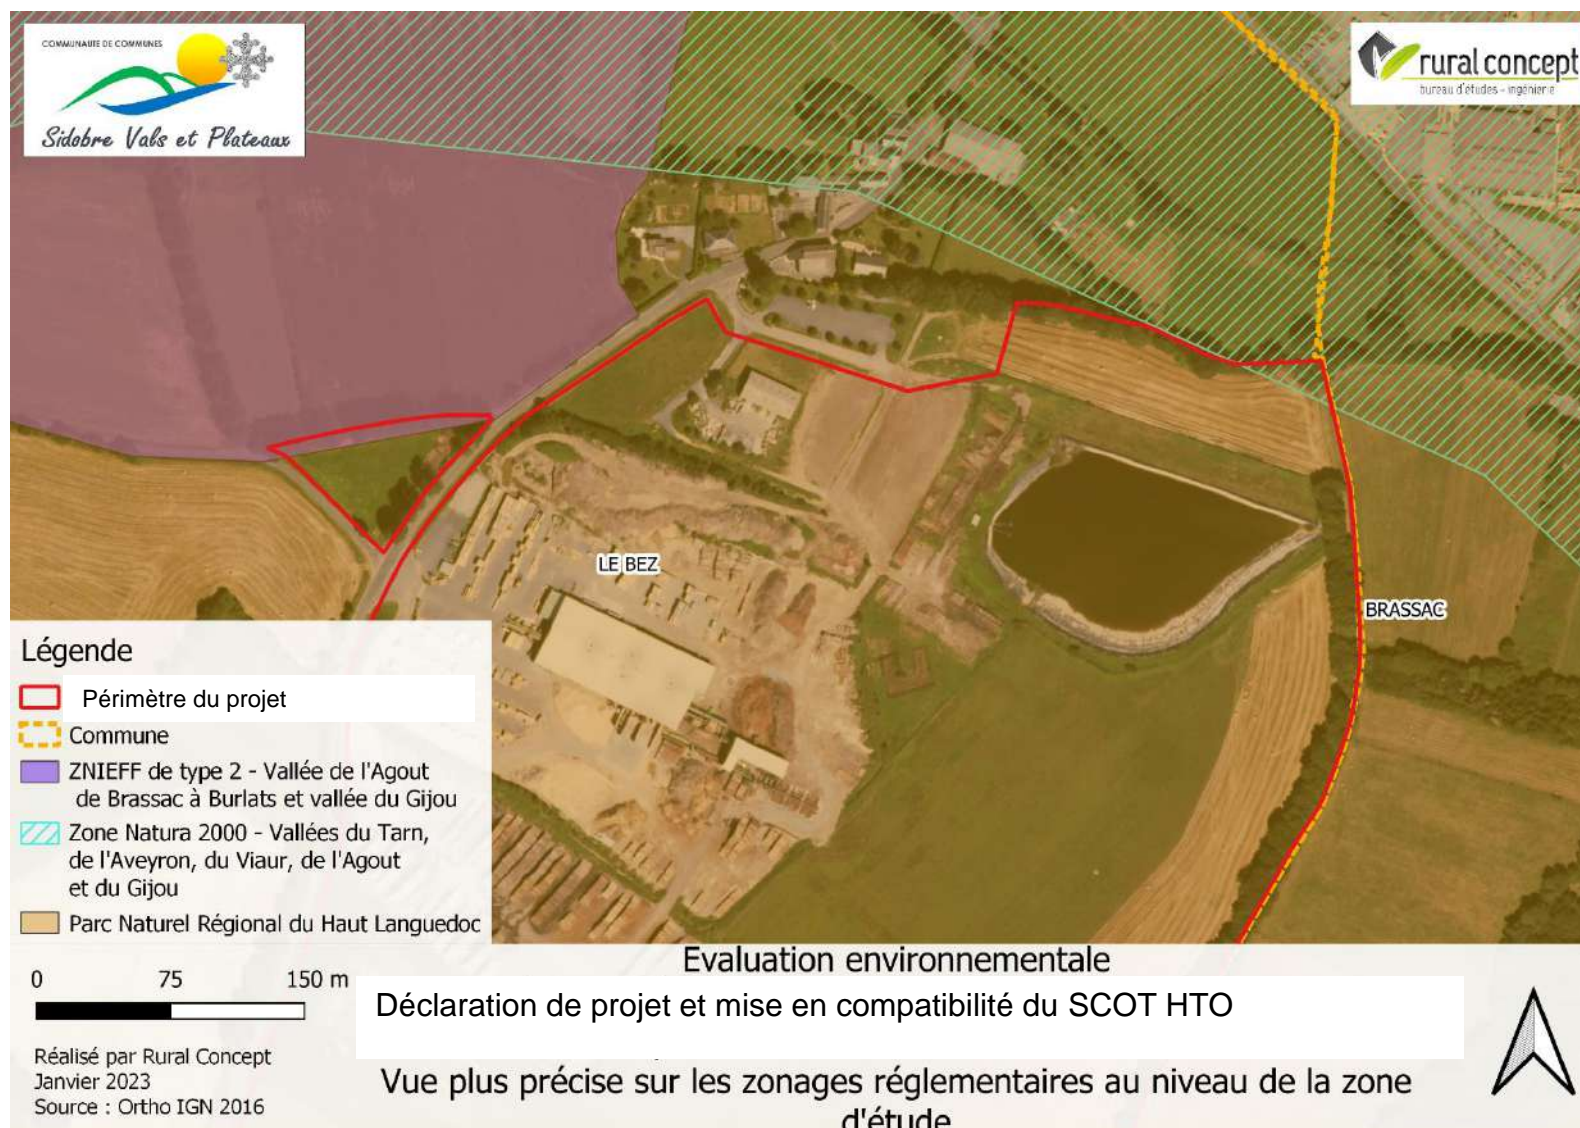 COMMUNAUTE DE COMMUNES
Sidobre Vals et Plateaux
rural concept
bureau d'études - ingénierie
LE BEZ
BRASSAC
Légende
Périmètre du projet
Commune
ZNIEFF de type 2 - Vallée de l'Agout
de Brassac à Burlats et vallée du Gijou
Zone Natura 2000 - Vallées du Tarn,
de l'Aveyron, du Viaur, de l'Agout
et du Gijou
Parc Naturel Régional du Haut Languedoc
0 75 150 m
Réalisé par Rural Concept
Janvier 2023
Source : Ortho IGN 2016
Evaluation environnementale
Déclaration de projet et mise en compatibilité du SCOT HTO
Vue plus précise sur les zonages réglementaires au niveau de la zone
d'étude